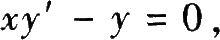 xy′ − y = 0 ,